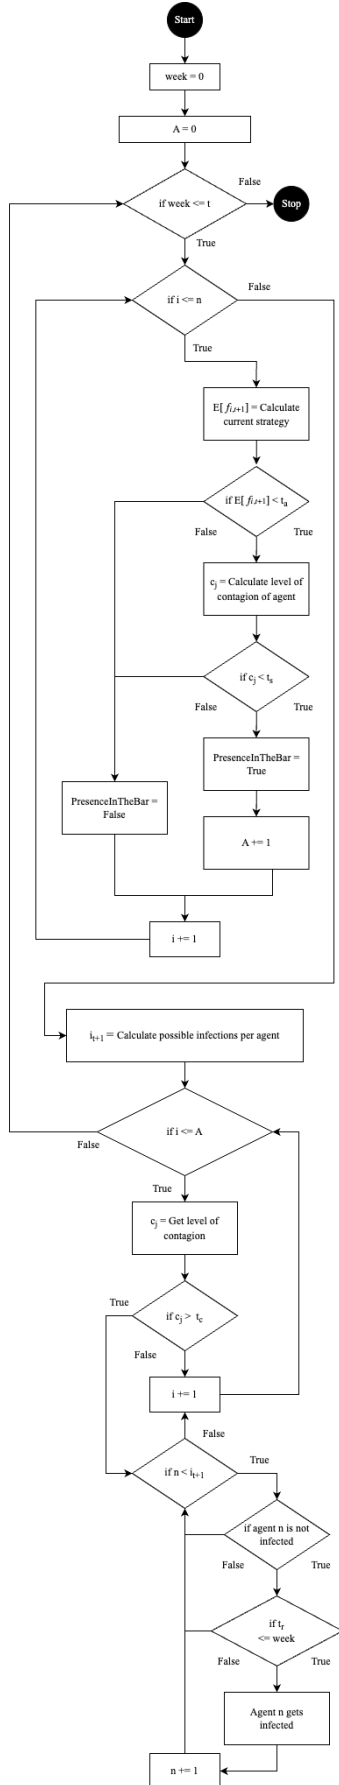 Start
week = 0
A = 0
if week <= t
False
Stop
True
if i <= n
False
True
E[ fi,t+1] = Calculate
current strategy
if E[ fi,t+1] < ta
False
True
cj = Calculate level of
contagion of agent
if cj < ts
False
True
PresenceInTheBar =
True
PresenceInTheBar =
False
A += 1
i += 1
it+1 = Calculate possible infections per agent
if i <= A
False
True
cj = Get level of
contagion
if cj > tc
True
False
i += 1
False
if n < it+1
True
if agent n is not
infected
False
True
if tr
<= week
False
True
Agent n gets
infected
n += 1